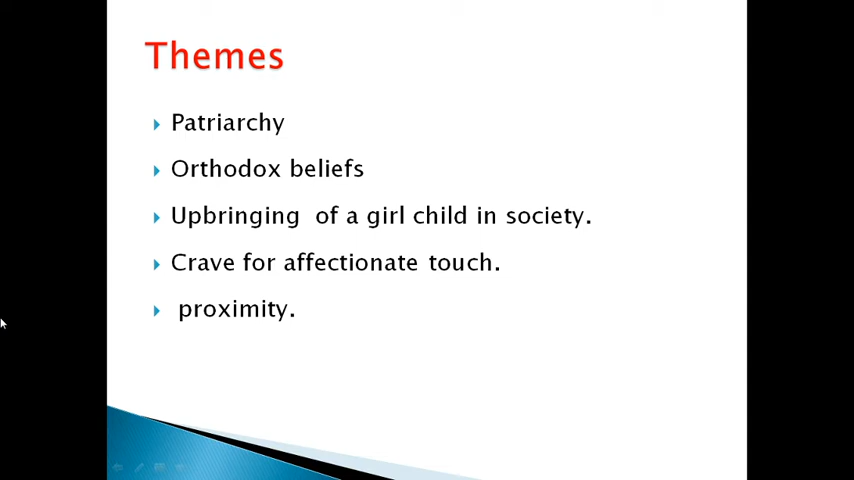 Themes
Patriarchy
Orthodox beliefs
Upbringing  of a girl child in society.
Crave for affectionate touch.
proximity.